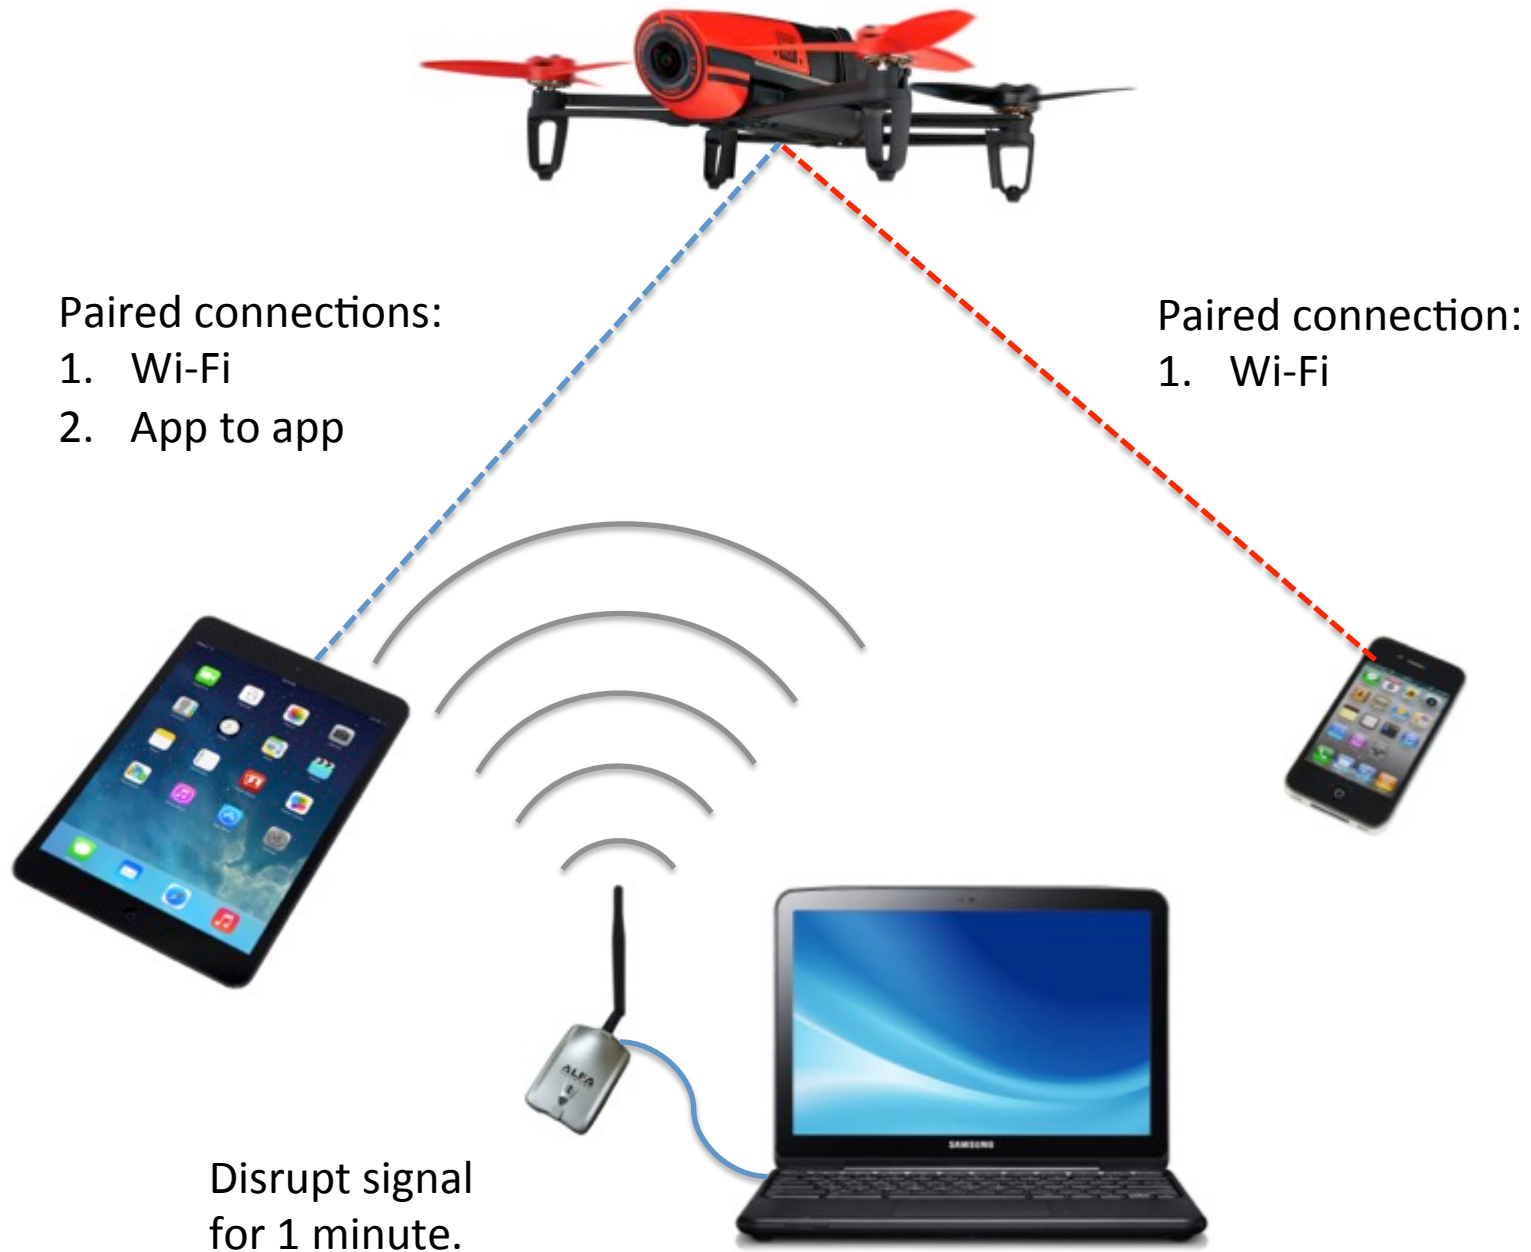 Paired connections:
1. Wi-Fi
2. App to app
Paired connection:
1. Wi-Fi
ALFA
SAMSUNG
Disrupt signal
for 1 minute.